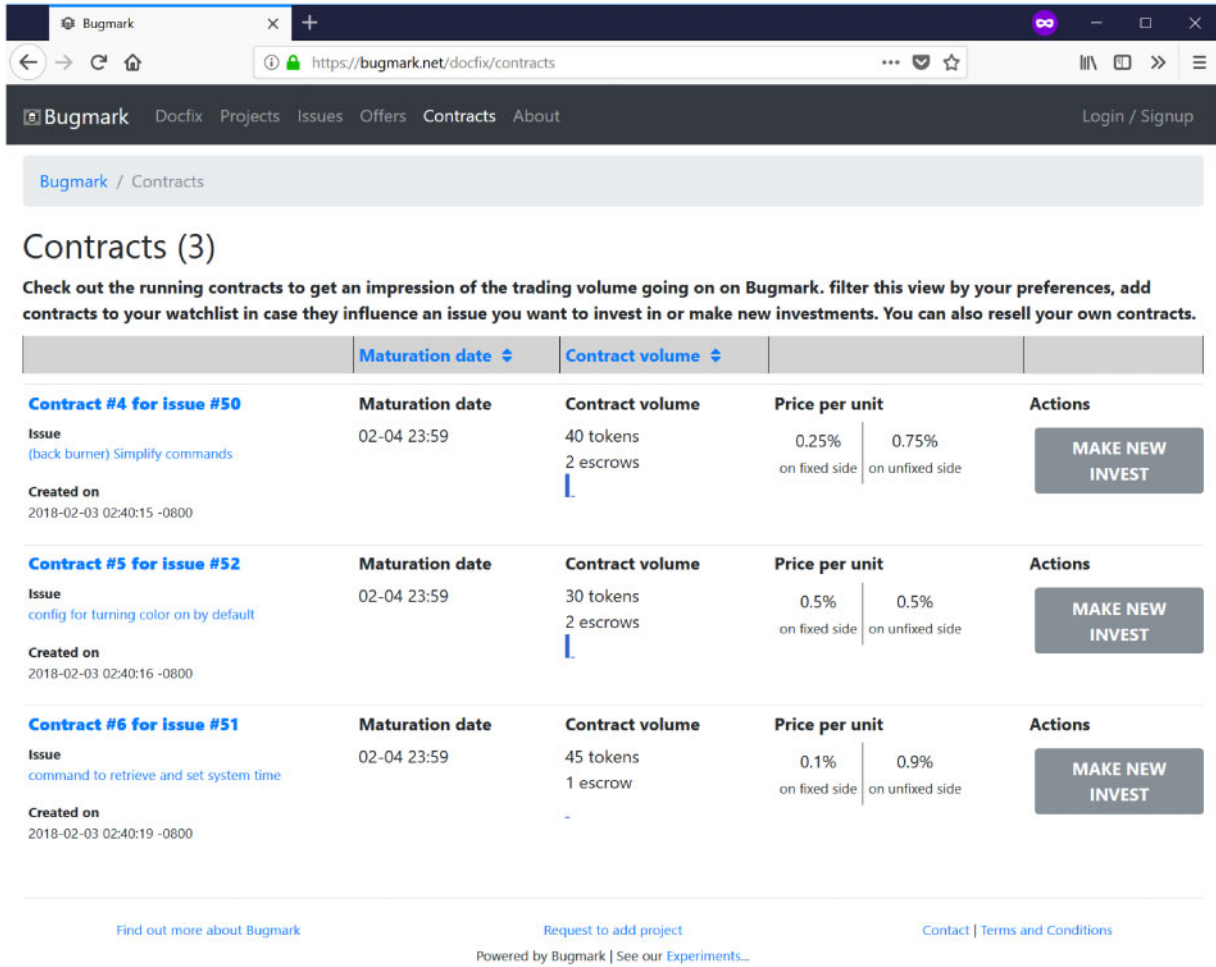 Bugmark
https://bugmark.net/docfix/contracts
Bugmark Docfix Projects Issues Offers Contracts About Login / Signup
Bugmark / Contracts
Contracts (3)
Check out the running contracts to get an impression of the trading volume going on on Bugmark. filter this view by your preferences, add
contracts to your watchlist in case they influence an issue you want to invest in or make new investments. You can also resell your own contracts.
Maturation date Contract volume
Contract #4 for issue #50 Maturation date Contract volume Price per unit Actions
Issue 02-04 23:59 40 tokens 0.25% 0.75% MAKE NEW
(back burner) Simplify commands 2 escrows on fixed side on unfixed side INVEST
Created on
2018-02-03 02:40:15 -0800
Contract #5 for issue #52 Maturation date Contract volume Price per unit Actions
Issue 02-04 23:59 30 tokens 0.5% 0.5% MAKE NEW
config for turning color on by default 2 escrows on fixed side on unfixed side INVEST
Created on
2018-02-03 02:40:16 -0800
Contract #6 for issue #51 Maturation date Contract volume Price per unit Actions
Issue 02-04 23:59 45 tokens 0.1% 0.9% MAKE NEW
command to retrieve and set system time 1 escrow on fixed side on unfixed side INVEST
Created on
2018-02-03 02:40:19 -0800
Find out more about Bugmark Request to add project Contact | Terms and Conditions
Powered by Bugmark | See our Experiments...